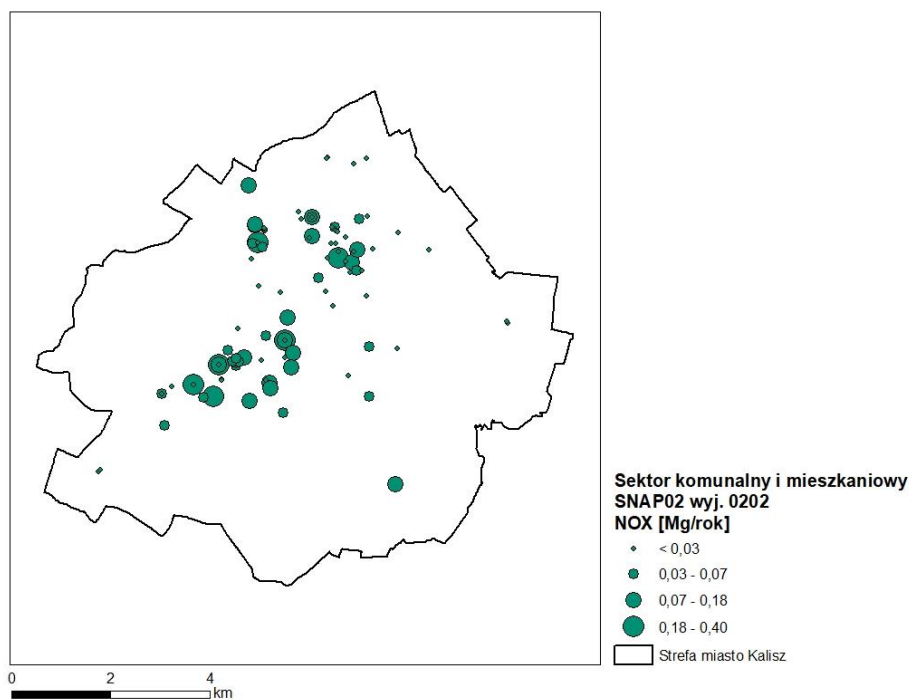 Sektor komunalny i mieszkaniowy
SNAP02 wyj. 0202
NOX [Mg/rok]
< 0,03
0,03 - 0,07
0,07 - 0,18
0,18 - 0,40
Strefa miasto Kalisz
0 2 4
km